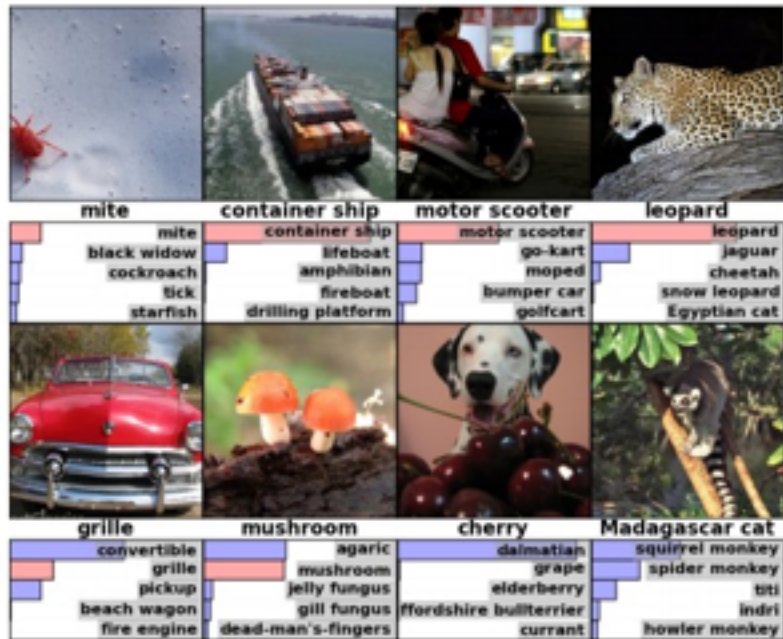 mite
container ship
motor scooter
leopard
mite
black widow
cockroach
tick
starfish
container ship
lifeboat
amphibian
fireboat
drilling platform
motor scooter
go-kart
moped
bumper car
golfcart
leopard
jaguar
cheetah
snow leopard
Egyptian cat
grille
mushroom
cherry
Madagascar cat
convertible
grille
pickup
beach wagon
fire engine
agaric
mushroom
jelly fungus
gill fungus
dead-man's-fingers
dalmatian
grape
elderberry
ffordshire bullterrier
currant
squirrel monkey
spider monkey
titi
indri
howler monkey